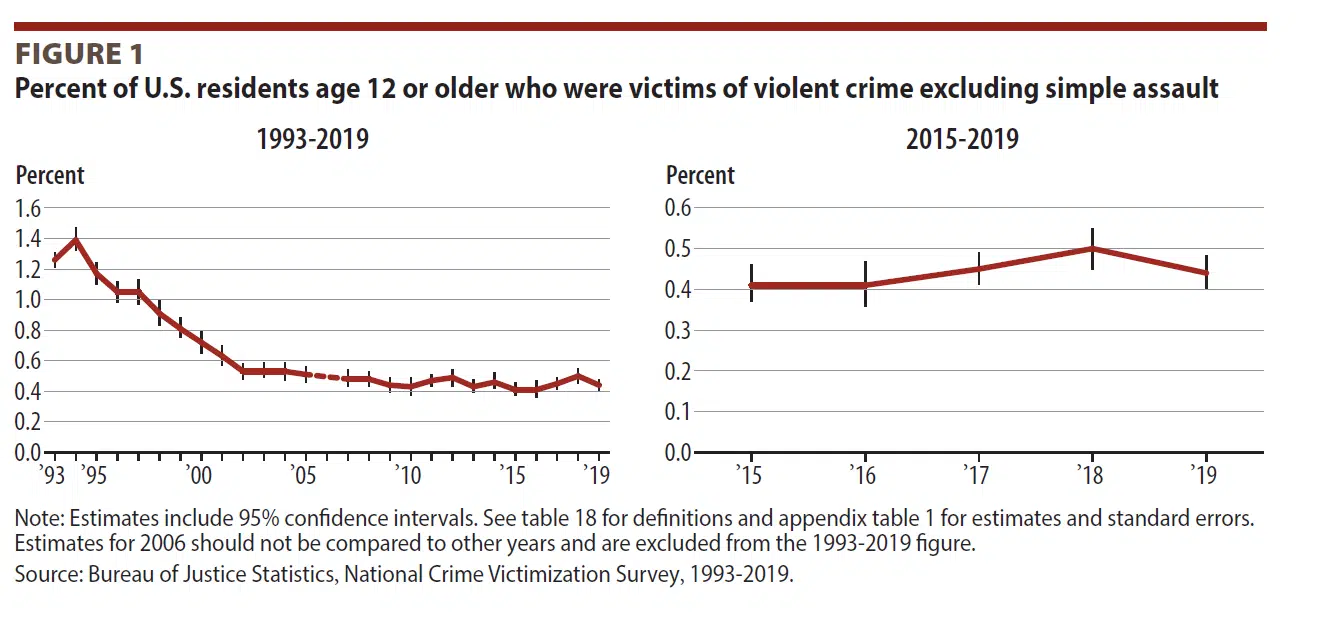 FIGURE 1
Percent of U.S. residents age 12 or older who were victims of violent crime excluding simple assault
1993-2019
Percent
1.6
1.4
1.2
1.0
0.8
0.6
0.4
0.2
0.0
’93 ’95 ’00 ’05 ’10 ’15 ’19
2015-2019
Percent
0.6
0.5
0.4
0.3
0.2
0.1
0.0
’15 ’16 ’17 ’18 ’19
Note: Estimates include 95% confidence intervals. See table 18 for definitions and appendix table 1 for estimates and standard errors.
Estimates for 2006 should not be compared to other years and are excluded from the 1993-2019 figure.
Source: Bureau of Justice Statistics, National Crime Victimization Survey, 1993-2019.